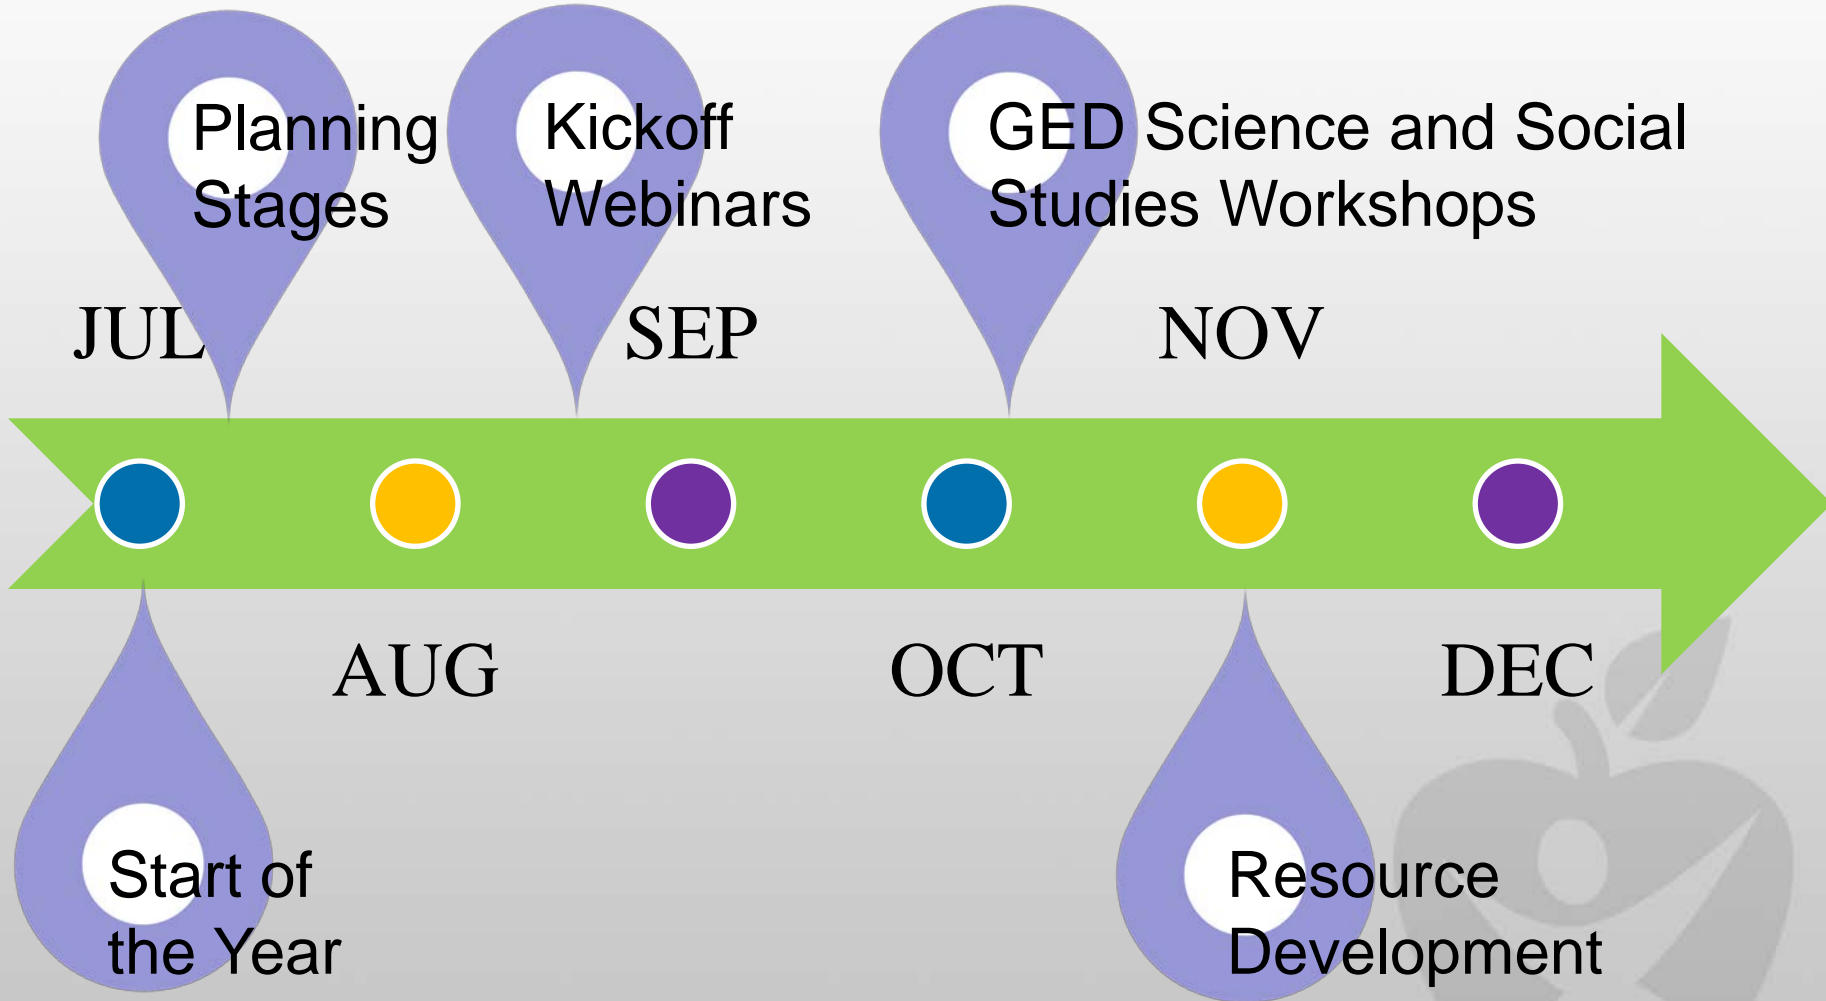 Planning
Stages
Kickoff
Webinars
GED Science and Social
Studies Workshops
JUL
SEP
NOV
AUG
OCT
DEC
Start of
the Year
Resource
Development